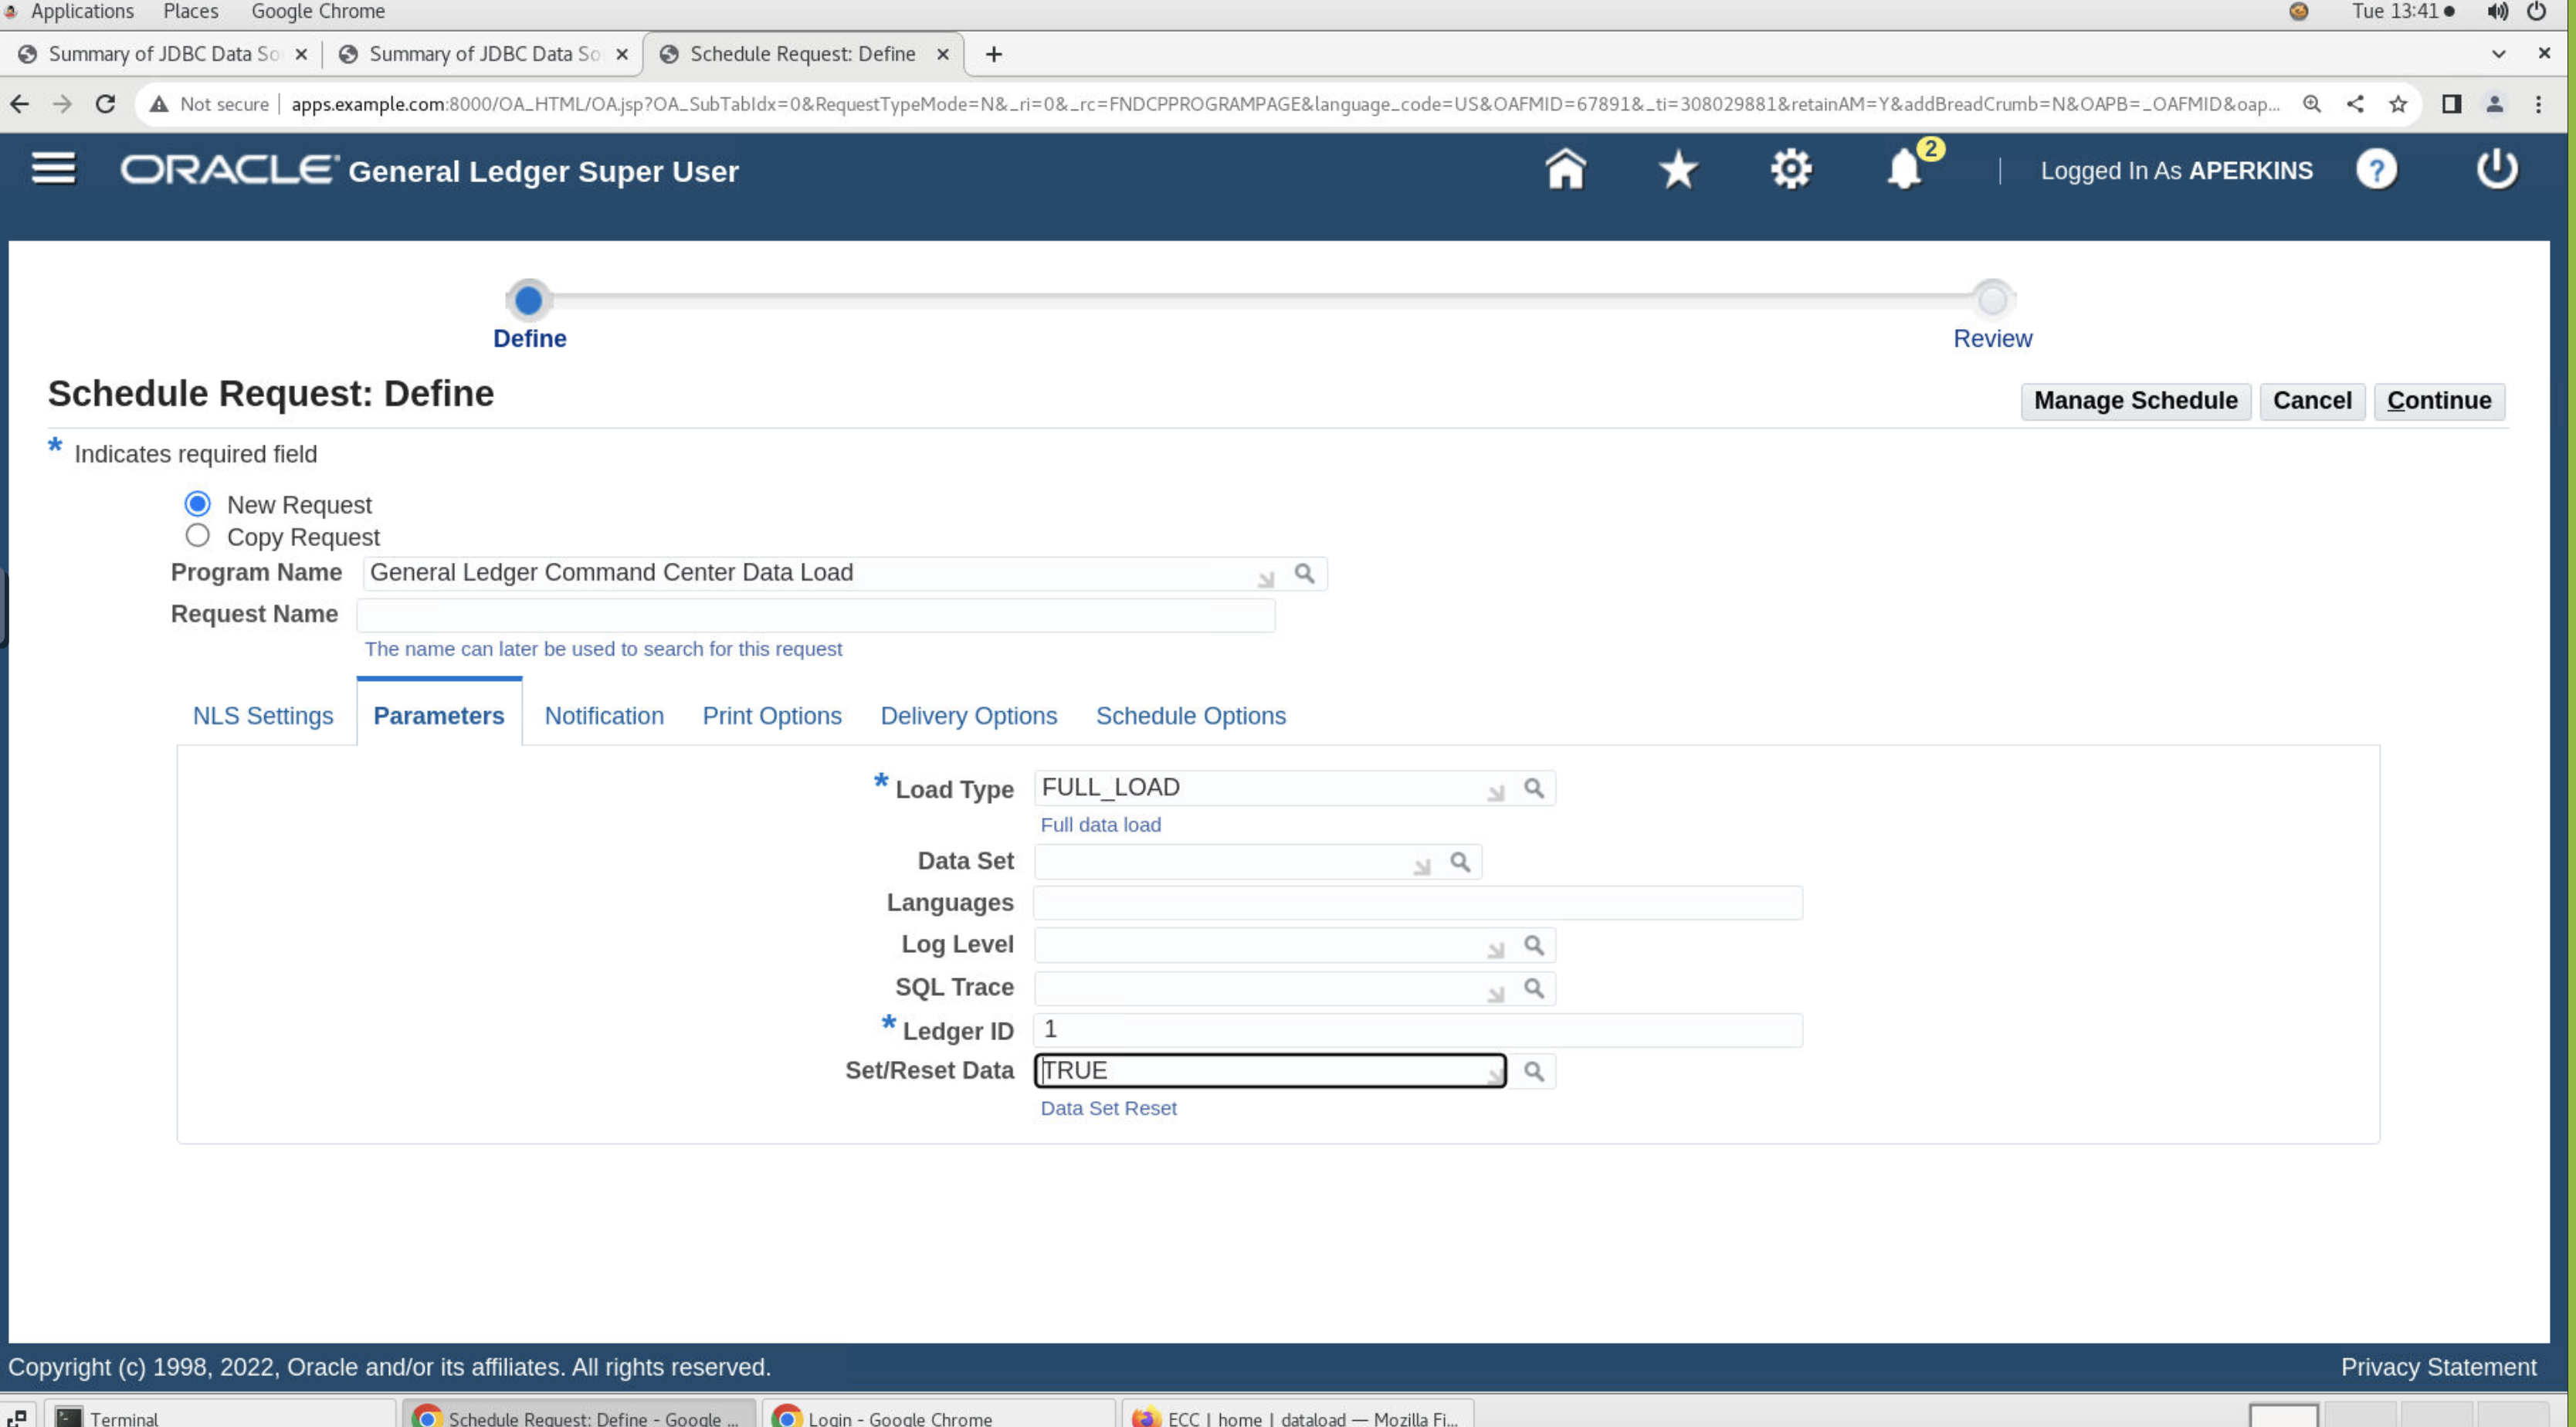 Applications Places Google Chrome Tue 13:41
Summary of JDBC Data So Summary of JDBC Data So Schedule Request: Define
Not secure apps.example.com:8000/OA_HTML/OA.jsp?OA_SubTabIdx=0&RequestTypeMode=N&_ri=0&_rc=FNDCPPROGRAMPAGE&language_code=US&OAFMID=67891&_ti=308029881&retainAM=Y&addBreadCrumb=N&OAPB=_OAFMID&oap...
ORACLE General Ledger Super User 2 Logged In As APERKINS ?
Define Review
Schedule Request: Define Manage Schedule Cancel Continue
* Indicates required field
New Request
Copy Request
Program Name General Ledger Command Center Data Load
Request Name
The name can later be used to search for this request
NLS Settings Parameters Notification Print Options Delivery Options Schedule Options
* Load Type FULL_LOAD
Full data load
Data Set
Languages
Log Level
SQL Trace
* Ledger ID 1
Set/Reset Data TRUE
Data Set Reset
Copyright (c) 1998, 2022, Oracle and/or its affiliates. All rights reserved. Privacy Statement
Terminal Schedule Request: Define - Google ... Login - Google Chrome ECC | home | dataload — Mozilla Fi...